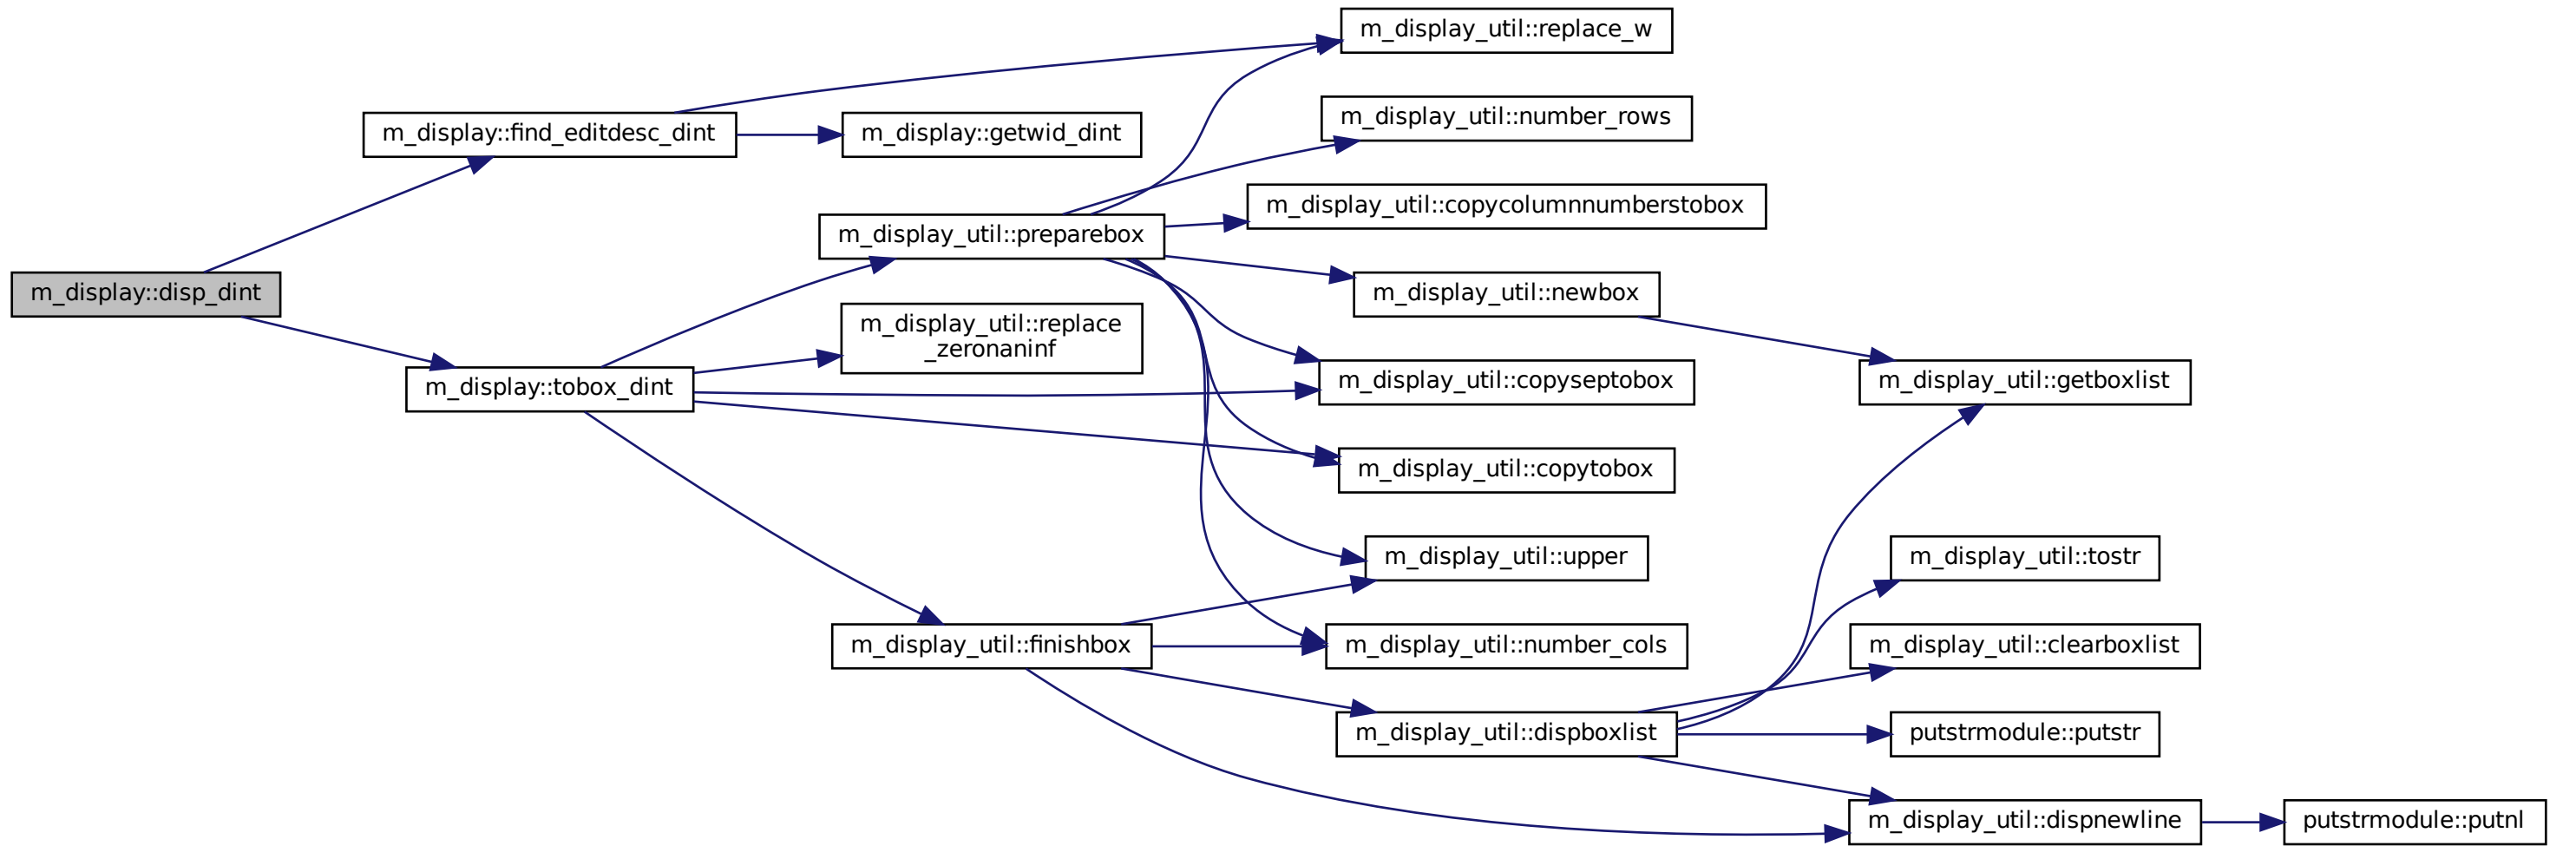 m_display_util::replace_w
m_display_util::number_rows
m_display::find_editdesc_dint
m_display::getwid_dint
m_display_util::copycolumnnumberstobox
m_display_util::preparebox
m_display::disp_dint
m_display_util::newbox
m_display_util::replace
_zeronaninf
m_display::tobox_dint
m_display_util::copyseptobox
m_display_util::getboxlist
m_display_util::copytobox
m_display_util::upper
m_display_util::tostr
m_display_util::finishbox
m_display_util::number_cols
m_display_util::clearboxlist
m_display_util::dispboxlist
putstrmodule::putstr
m_display_util::dispnewline
putstrmodule::putnl